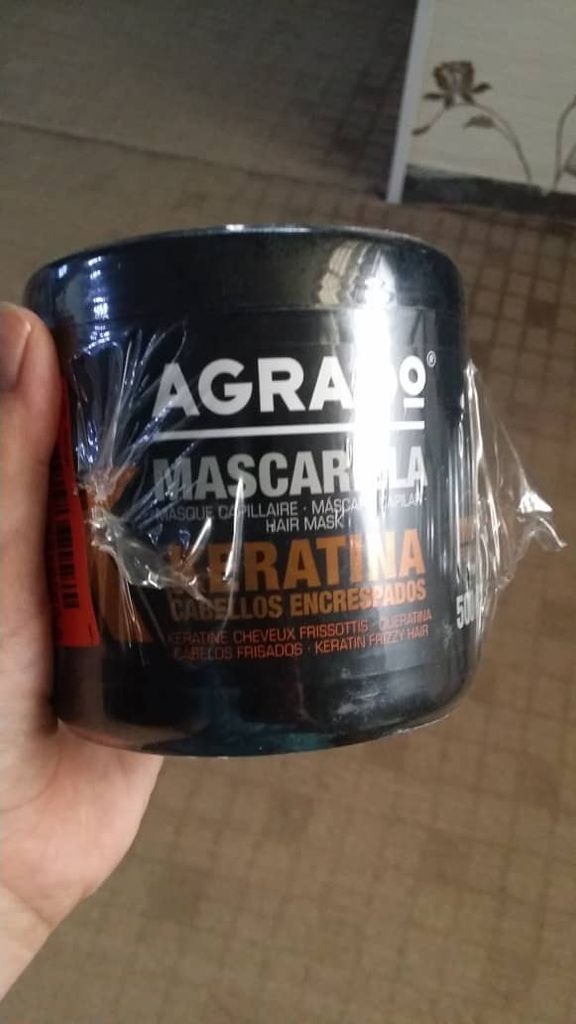 AGRADO®
MASCARILLA
MASQUE CAPILLAIRE · MÁSCARA CAPILAR
HAIR MASK
KERATINA
CABELLOS ENCRESPADOS
KERATINE CHEVEUX FRISSOTTIS · QUERATINA
CABELOS FRISADOS · KERATIN FRIZZY HAIR
K